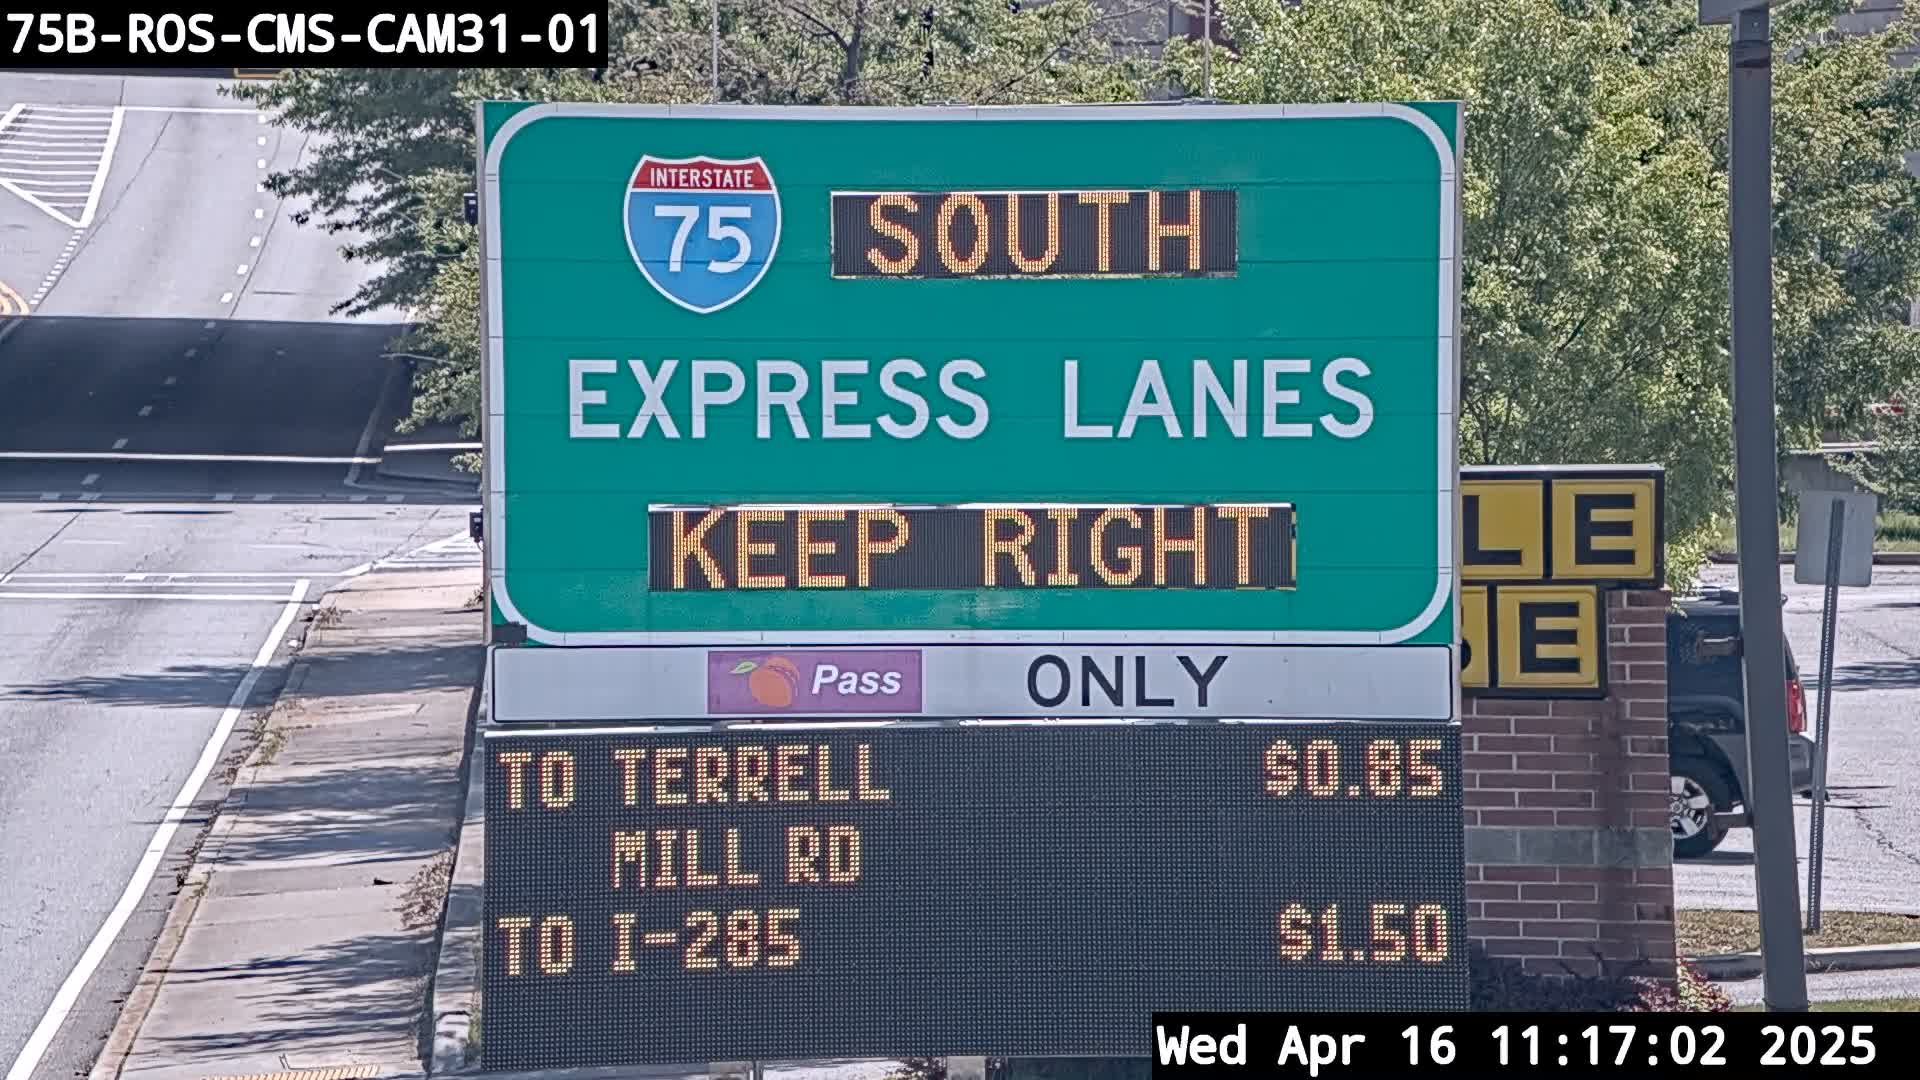 75B-ROS-CMS-CAM31-01
INTERSTATE
75
SOUTH
EXPRESS LANES
KEEP RIGHT
Pass ONLY
TO TERRELL $0.85
MILL RD
TO I-285 $1.50
LE
E
Wed Apr 16 11:17:02 2025